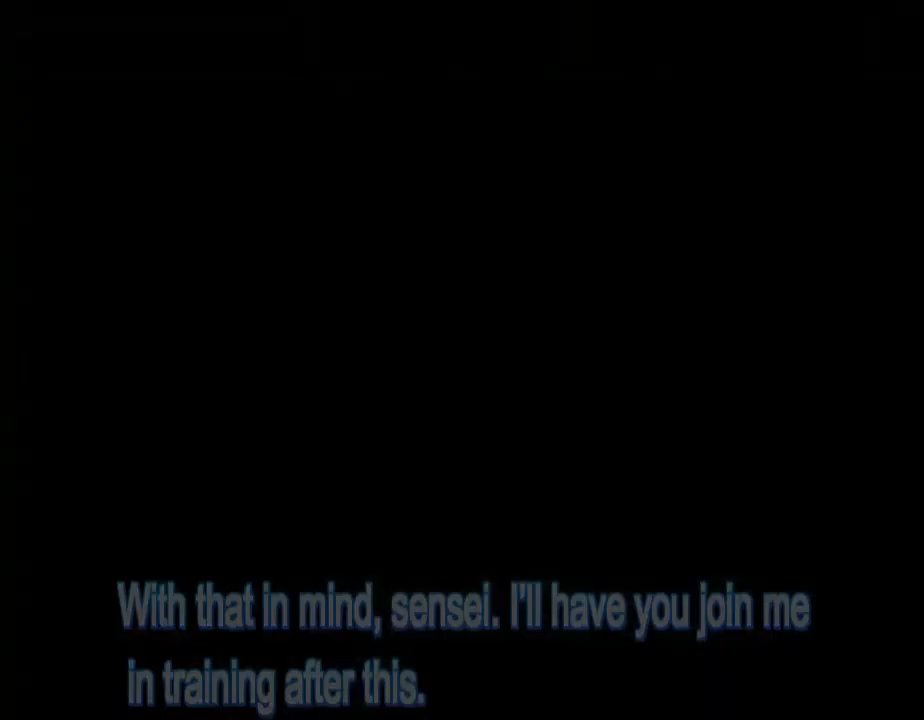 With that in mind, sensei. I'll have you join me
in training after this.